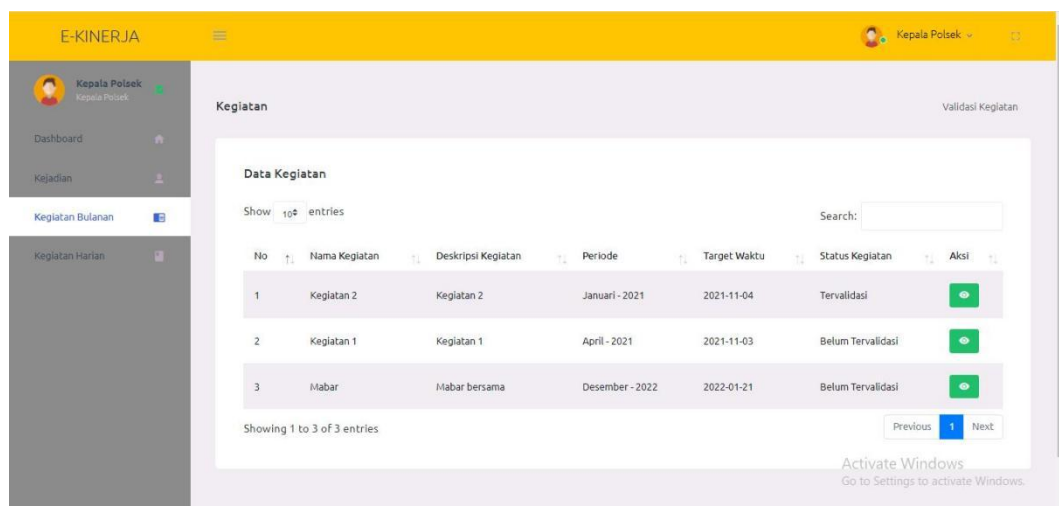 E-KINERJA
Kepala Polsek
Kepala Polsek
Kepala Polsek
Dashboard
Kejadian
Kegiatan Bulanan
Kegiatan Harian
Kegiatan
Validasi Kegiatan
Data Kegiatan
Show 10 entries
Search:
No Nama Kegiatan Deskripsi Kegiatan Periode Target Waktu Status Kegiatan Aksi
1 Kegiatan 2 Kegiatan 2 Januari - 2021 2021-11-04 Tervalidasi
2 Kegiatan 1 Kegiatan 1 April - 2021 2021-11-03 Belum Tervalidasi
3 Mabar Mabar bersama Desember - 2022 2022-01-21 Belum Tervalidasi
Showing 1 to 3 of 3 entries
Previous 1 Next
Activate Windows
Go to Settings to activate Windows.